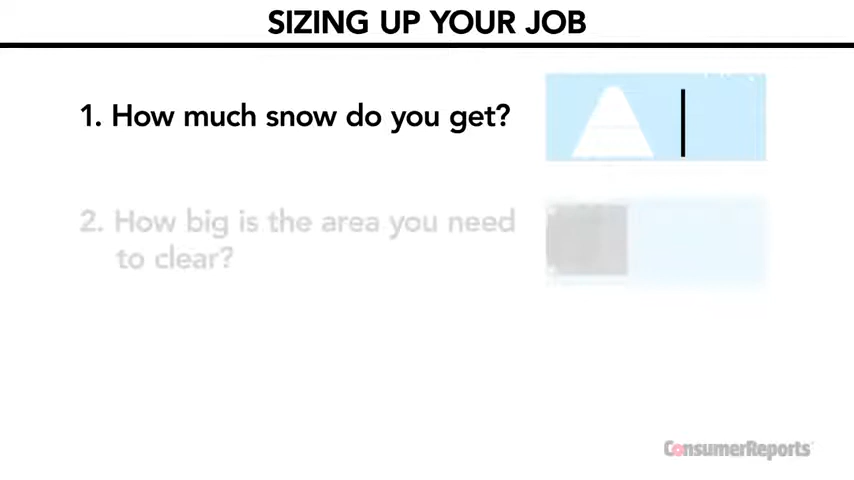 SIZING UP YOUR JOB
1. How much snow do you get?
2. How big is the area you need
to clear?
ConsumerReports